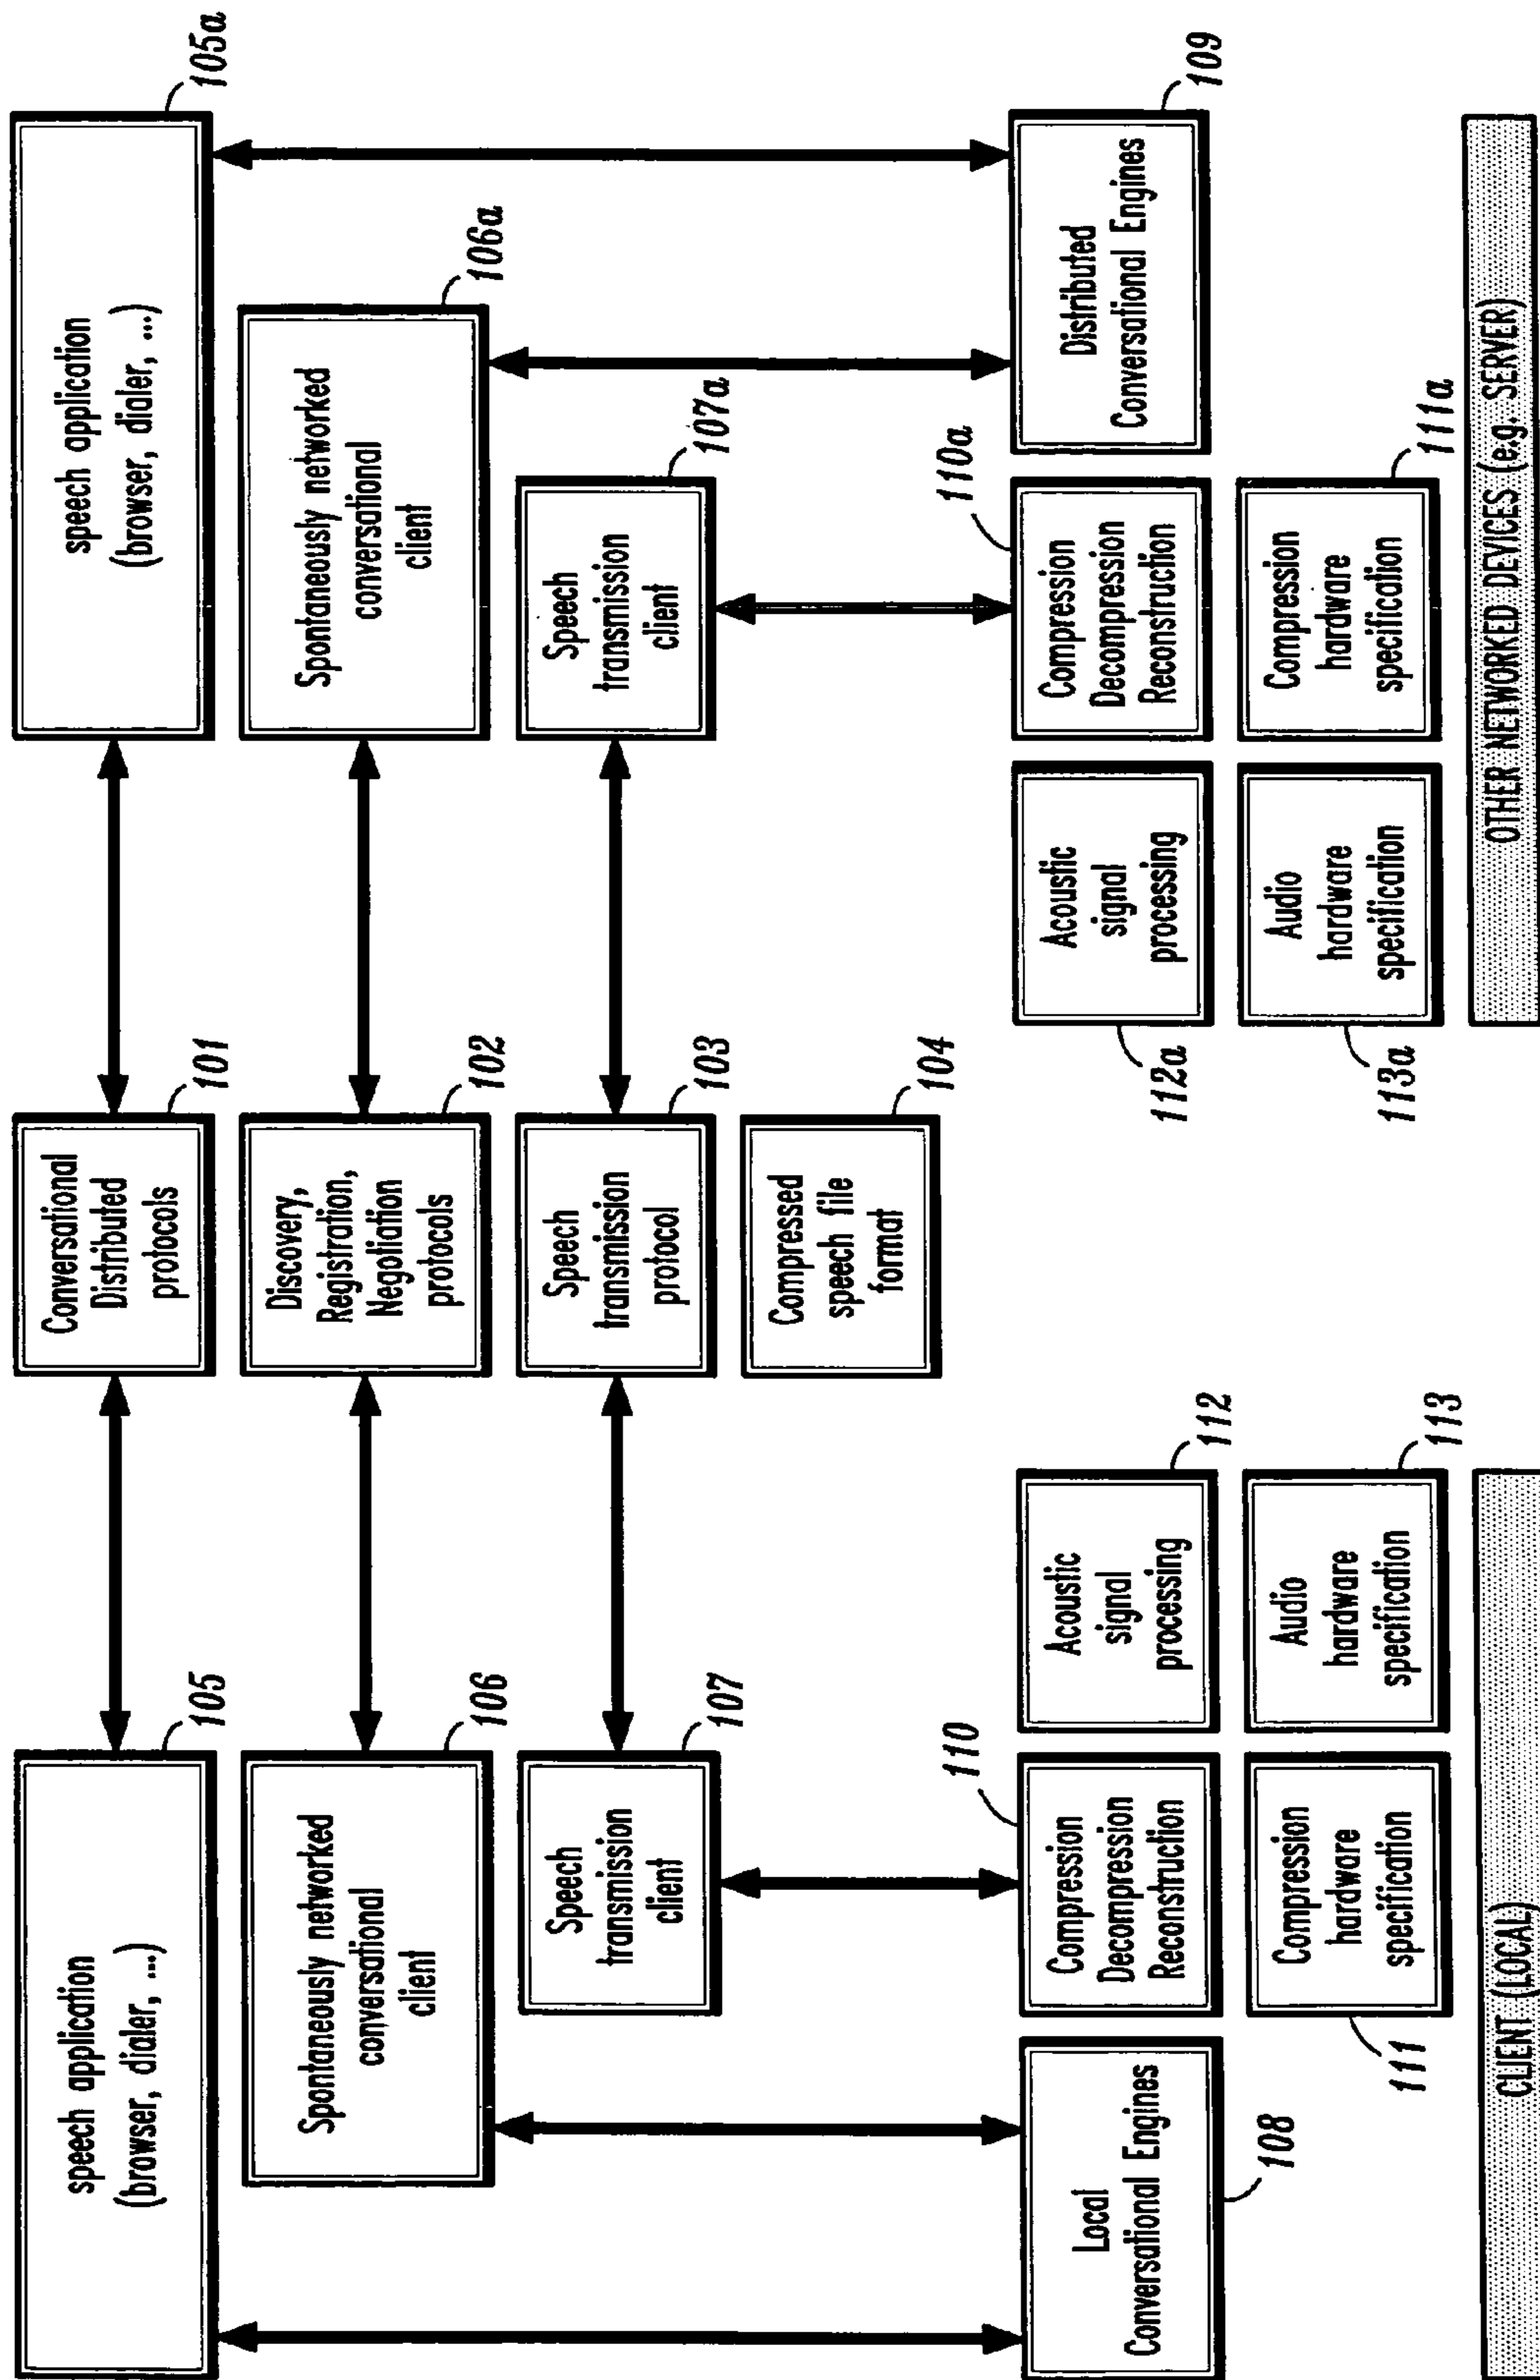 speech application
(browser, dialer, ...)
105
Conversational
Distributed
protocols
101
speech application
(browser, dialer, ...)
105a
Spontaneously networked
conversational
client
106
Discovery,
Registration,
Negotiation
protocols
102
Spontaneously networked
conversational
client
106a
Speech
transmission
client
107
Speech
transmission
protocol
103
Speech
transmission
client
107a
Compressed
speech file
format
104
Local
Conversational Engines
108
Compression
Decompression
Reconstruction
110
Acoustic
signal
processing
112
Acoustic
signal
processing
112a
Compression
Decompression
Reconstruction
110a
Distributed
Conversational Engines
109
Compression
hardware
specification
111
Audio
hardware
specification
113
Audio
hardware
specification
113a
Compression
hardware
specification
111a
CLIENT (LOCAL)
OTHER NETWORKED DEVICES (e.g. SERVER)